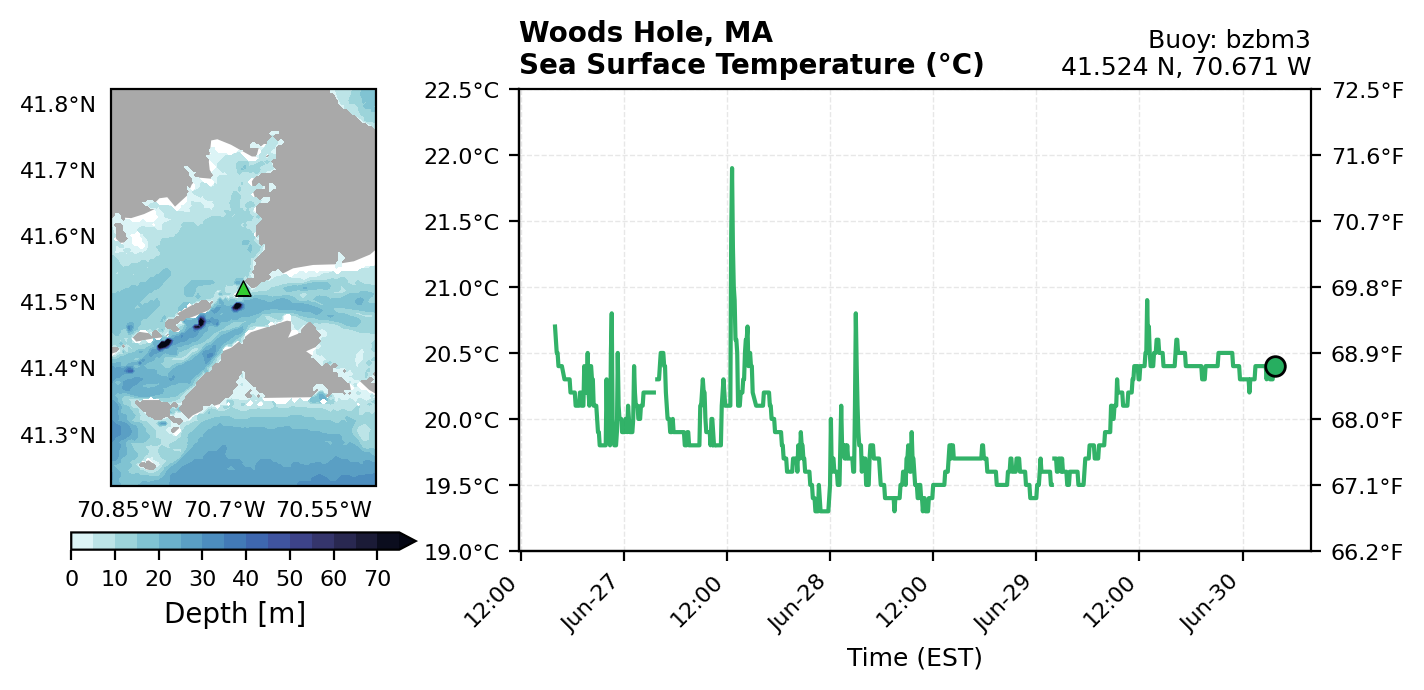 Woods Hole, MA
Sea Surface Temperature (°C)
Buoy: bzbm3
41.524 N, 70.671 W
41.8°N
41.7°N
41.6°N
41.5°N
41.4°N
41.3°N
70.85°W 70.7°W 70.55°W
0 10 20 30 40 50 60 70
Depth [m]
22.5°C
22.0°C
21.5°C
21.0°C
20.5°C
20.0°C
19.5°C
19.0°C
72.5°F
71.6°F
70.7°F
69.8°F
68.9°F
68.0°F
67.1°F
66.2°F
12:00 Jun-27 12:00 Jun-28 12:00 Jun-29 12:00 Jun-30
Time (EST)